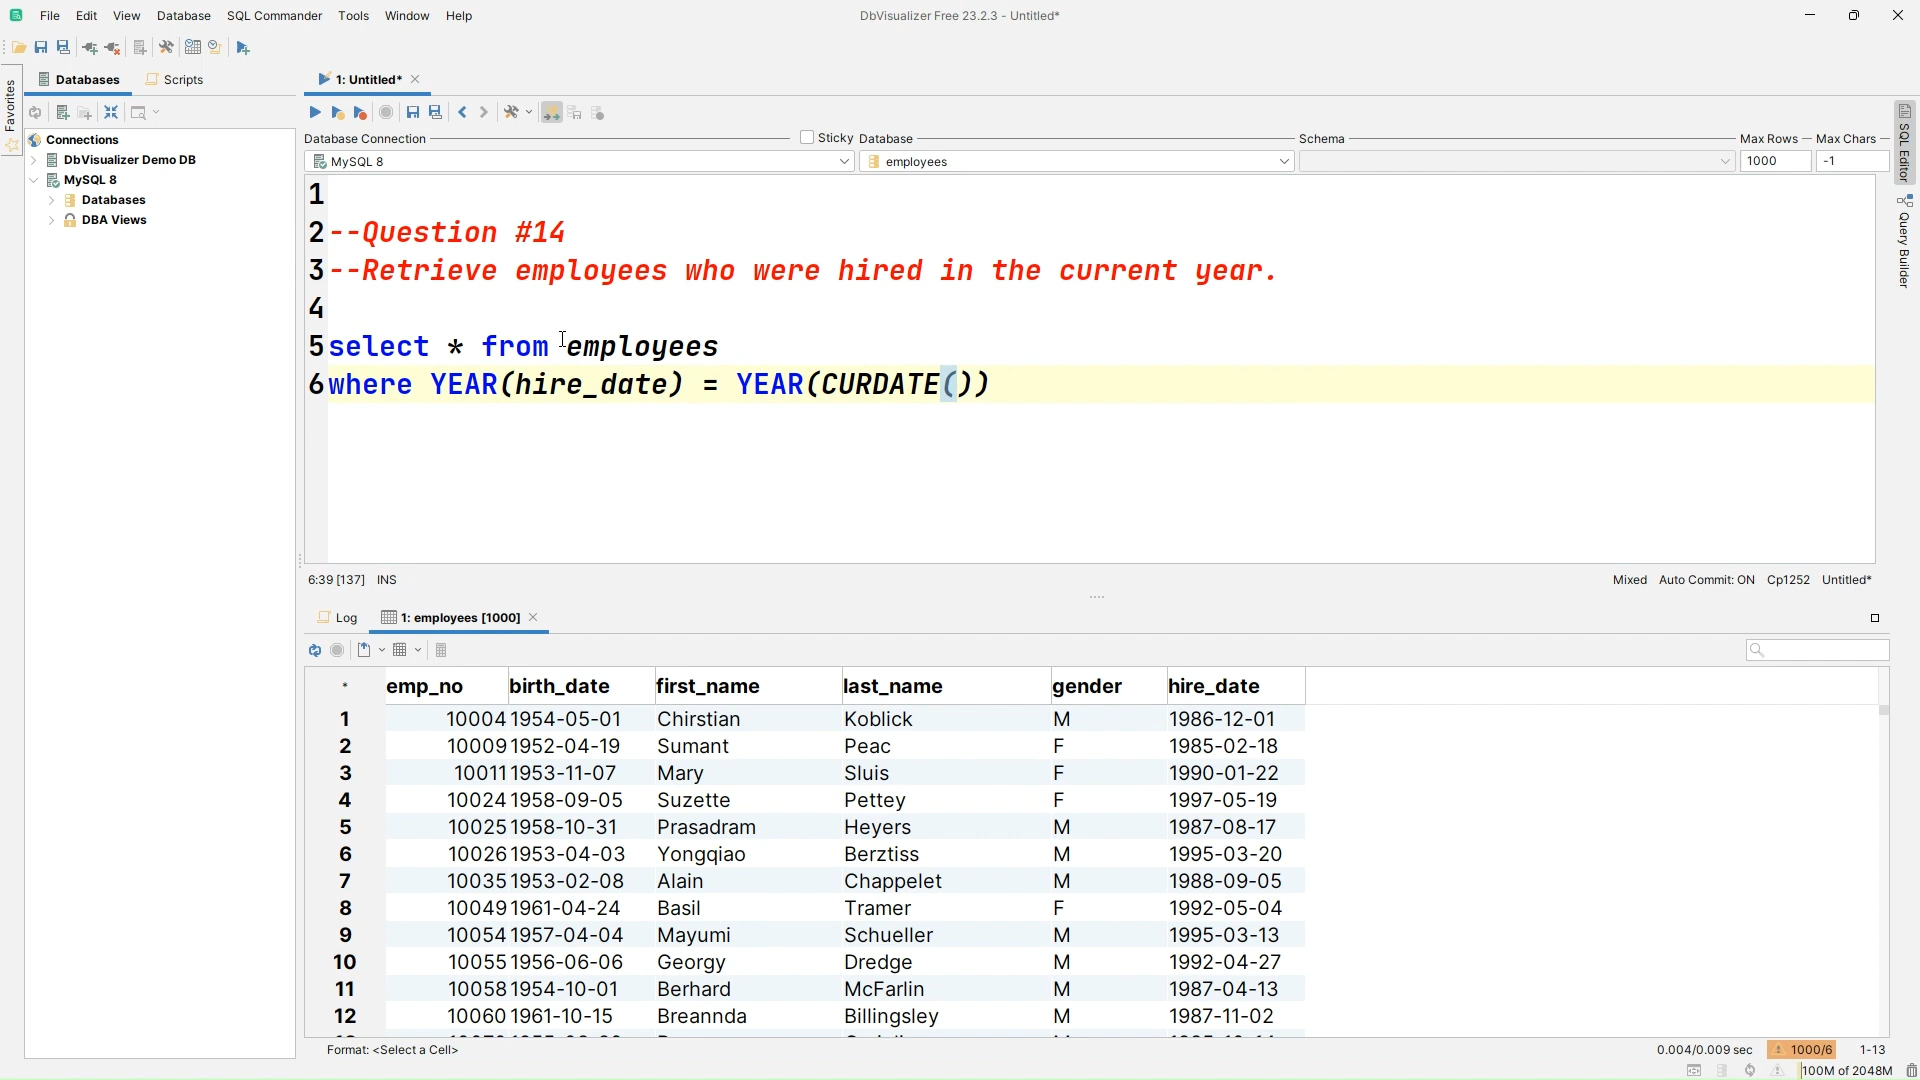 File Edit View Database SQL Commander Tools Window Help
DbVisualizer Free 23.2.3 - Untitled*
Favorites
Databases
Scripts
1: Untitled*
Connections
DbVisualizer Demo DB
MySQL 8
Databases
DBA Views
Database Connection
Sticky
Database
Schema
Max Rows
Max Chars
MySQL 8
employees
1000
-1
SQL Editor
Query Builder
1
2 --Question #14
3 --Retrieve employees who were hired in the current year.
4
5 select * from employees
6 where YEAR(hire_date) = YEAR(CURDATE())
6:39 [137] INS
Mixed Auto Commit: ON Cp1252 Untitled*
Log
1: employees [1000]
* emp_no birth_date first_name last_name gender hire_date
1 10004 1954-05-01 Chirstian Koblick M 1986-12-01
2 10009 1952-04-19 Sumant Peac F 1985-02-18
3 10011 1953-11-07 Mary Sluis F 1990-01-22
4 10024 1958-09-05 Suzette Pettey F 1997-05-19
5 10025 1958-10-31 Prasadram Heyers M 1987-08-17
6 10026 1953-04-03 Yongqiao Berztiss M 1995-03-20
7 10035 1953-02-08 Alain Chappelet M 1988-09-05
8 10049 1961-04-24 Basil Tramer F 1992-05-04
9 10054 1957-04-04 Mayumi Schueller M 1995-03-13
10 10055 1956-06-06 Georgy Dredge M 1992-04-27
11 10058 1954-10-01 Berhard McFarlin M 1987-04-13
12 10060 1961-10-15 Breannda Billingsley M 1987-11-02
Format: <Select a Cell>
0.004/0.009 sec 1000/6 1-13
100M of 2048M